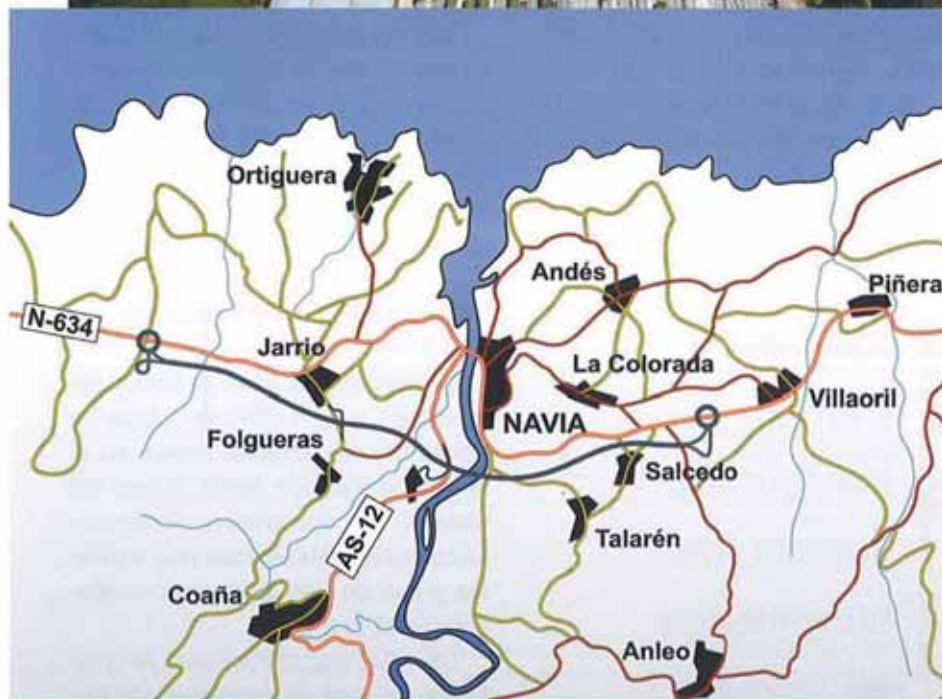 Ortiguera
Andés
Piñera
N-634
Jarrio
La Colorada
NAVIA
Villaoril
Folgueras
Salcedo
AS-12
Talarén
Coaña
Anleo